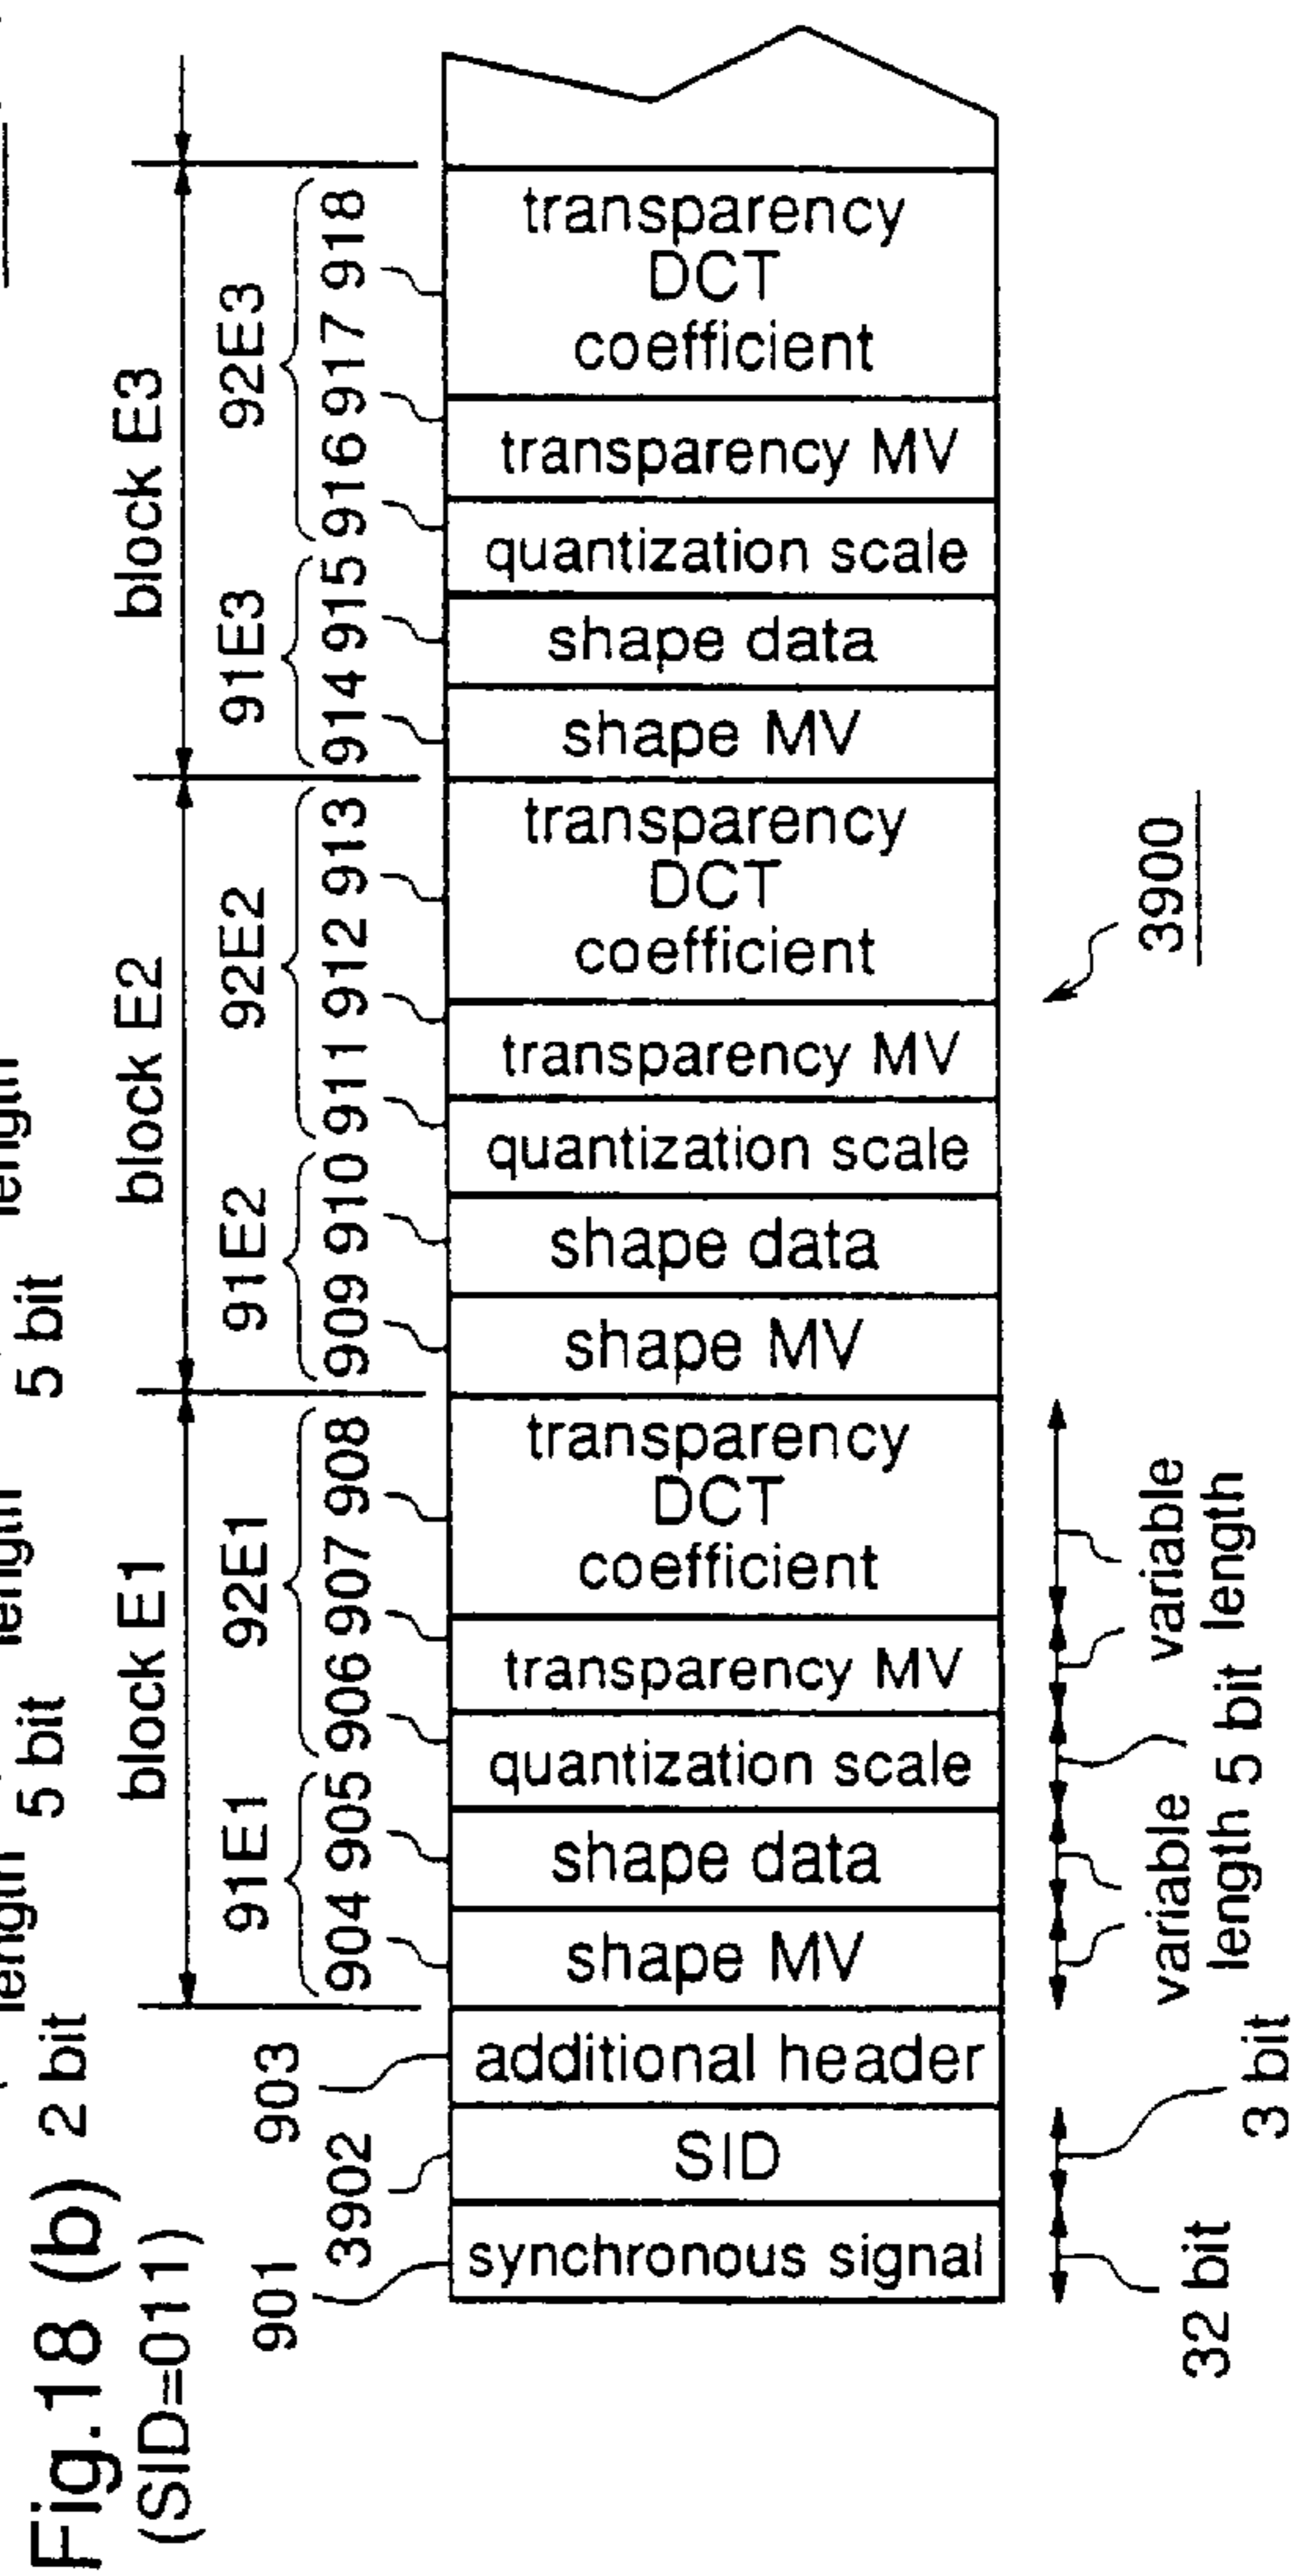 length
length
length
5 bit
5 bit
2 bit
Fig.18 (b)
(SID=011)
block E1
block E2
block E3
91E1
92E1
91E2
92E2
91E3
92E3
901
3902
903
904 905 906 907 908
909 910 911 912 913
914 915 916 917 918
synchronous signal
SID
additional header
shape MV
shape data
quantization scale
transparency MV
transparency
DCT
coefficient
shape MV
shape data
quantization scale
transparency MV
transparency
DCT
coefficient
shape MV
shape data
quantization scale
transparency MV
transparency
DCT
coefficient
32 bit
3 bit
variable
length
5 bit
variable
length
3900